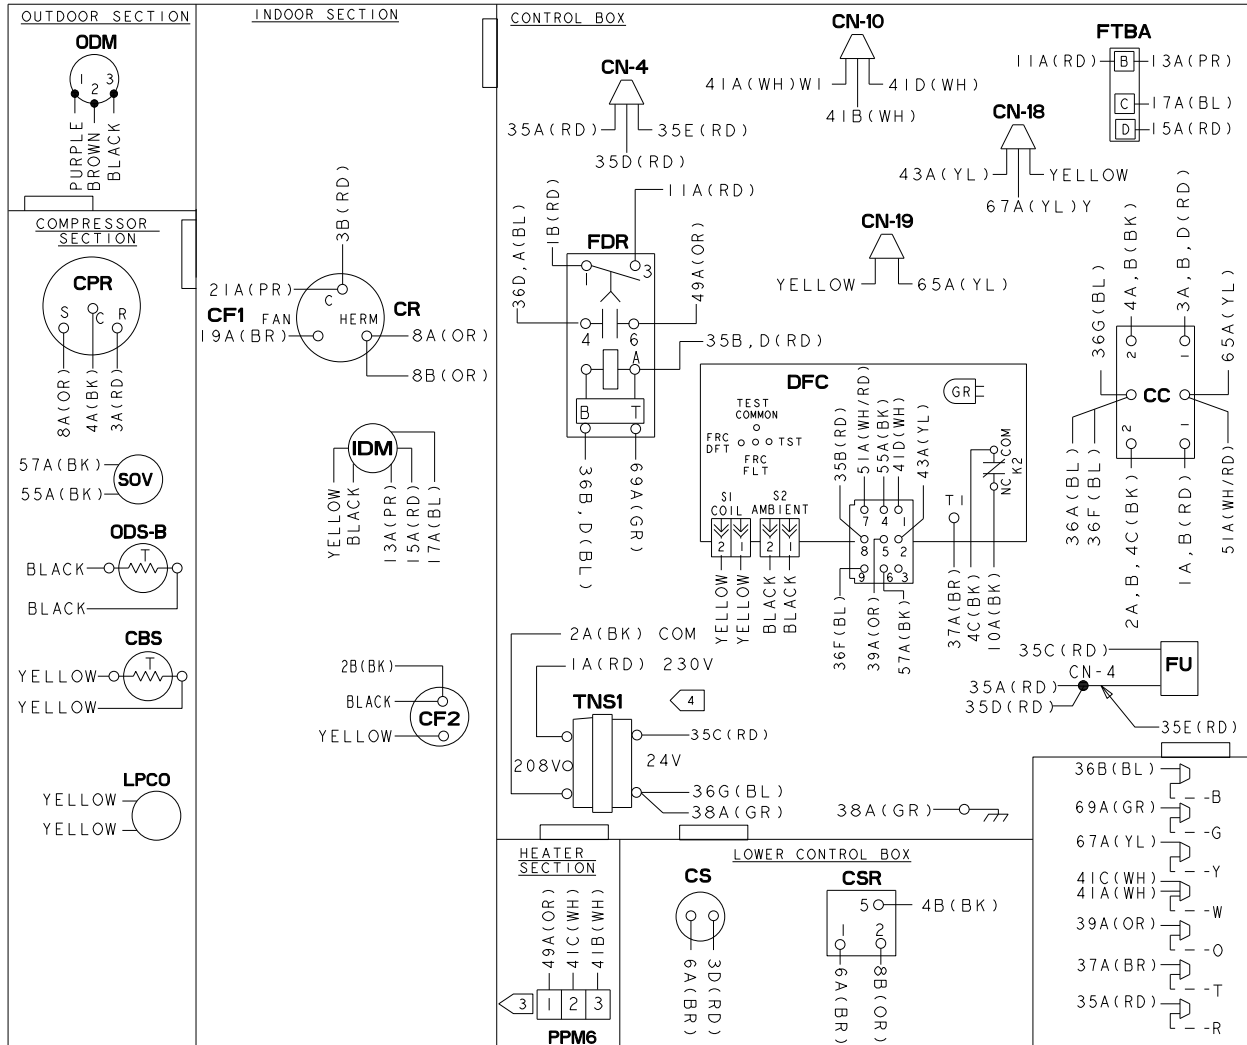 OUTDOOR SECTION
ODM
1 2 3
PURPLE
BROWN
BLACK
COMPRESSOR
SECTION
CPR
S C R
8A(OR)
4A(BK)
3A(RD)
57A(BK)
55A(BK)
SOV
ODS-B
T
BLACK
BLACK
CBS
T
YELLOW
YELLOW
LPCO
YELLOW
YELLOW
INDOOR SECTION
3B(RD)
21A(PR)
C
CF1 FAN HERM CR
19A(BR)
8A(OR)
8B(OR)
IDM
YELLOW
BLACK
13A(PR)
15A(RD)
17A(BL)
2B(BK)
BLACK
CF2
YELLOW
CONTROL BOX
CN-4
35A(RD) 35E(RD)
35D(RD)
CN-10
41A(WH)WI 41D(WH)
41B(WH)
FTBA
11A(RD) B 13A(PR)
C 17A(BL)
D 15A(RD)
CN-18
43A(YL) YELLOW
67A(YL)Y
CN-19
YELLOW 65A(YL)
36D,A(BL)
1B(RD)
11A(RD)
FDR
1 3
49A(OR)
4 6
A
35B,D(RD)
B T
36B,D(BL)
69A(GR)
DFC
TEST
COMMON
FRC
DFT
TST
FRC
FLT
S1
COIL
S2
AMBIENT
2 1 2 1
YELLOW
YELLOW
BLACK
BLACK
35B(RD)
51A(WH/RD)
55A(BK)
41D(WH)
43A(YL)
7 4 1
8 5 2
9 6 3
36F(BL)
39A(OR)
57A(BK)
GR
T1
COM
K2
NC
37A(BR)
4C(BK)
10A(BK)
36G(BL)
4A,B(BK)
3A,B,D(RD)
65A(YL)
2 1
CC
2 1
36A(BL)
36F(BL)
2A,B,4C(BK)
1A,B(RD)
51A(WH/RD)
2A(BK) COM
1A(RD) 230V
TNS1
4
208V 24V
35C(RD)
36G(BL)
38A(GR)
38A(GR)
35C(RD)
CN-4
FU
35A(RD)
35D(RD)
35E(RD)
36B(BL)
B
69A(GR)
G
67A(YL)
Y
41C(WH)
41A(WH)
W
39A(OR)
O
37A(BR)
T
35A(RD)
R
HEATER
SECTION
49A(OR)
41C(WH)
41B(WH)
3
1 2 3
PPM6
LOWER CONTROL BOX
CS
6A(BR)
3D(RD)
CSR
5 4B(BK)
1 2
6A(BR)
8B(OR)